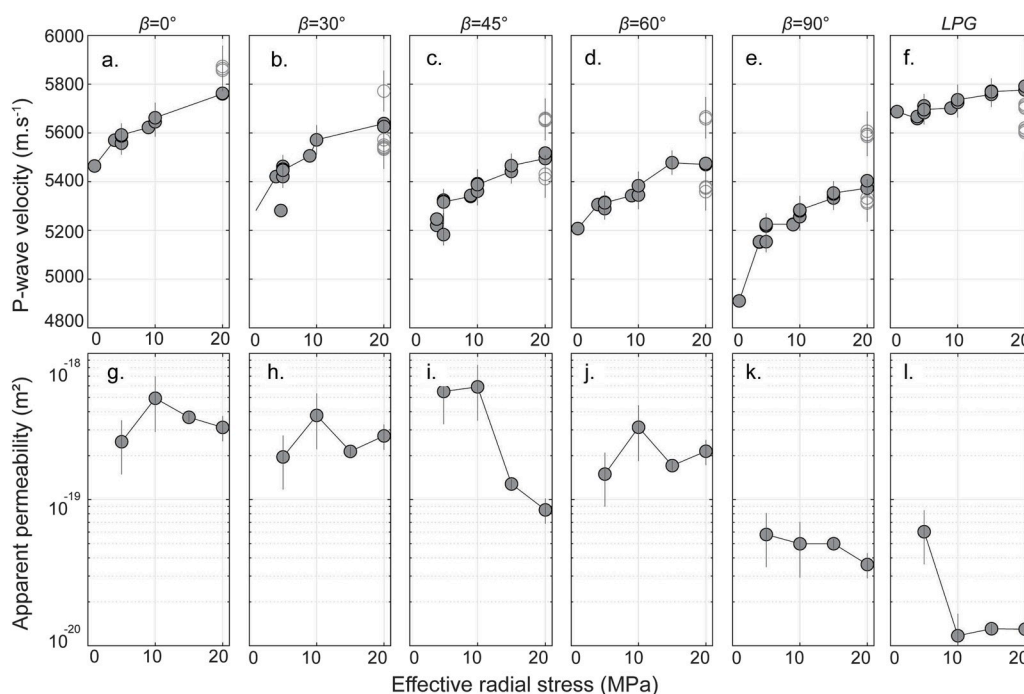 β=0° β=30° β=45° β=60° β=90° LPG
P-wave velocity (m.s⁻¹)
6000
5800
5600
5400
5200
5000
4800
a. b. c. d. e. f.
0 10 20 0 10 20 0 10 20 0 10 20 0 10 20 0 10 20
Apparent permeability (m²)
10⁻¹⁸
10⁻¹⁹
10⁻²⁰
g. h. i. j. k. l.
0 10 20 0 10 20 0 10 20 0 10 20 0 10 20 0 10 20
Effective radial stress (MPa)